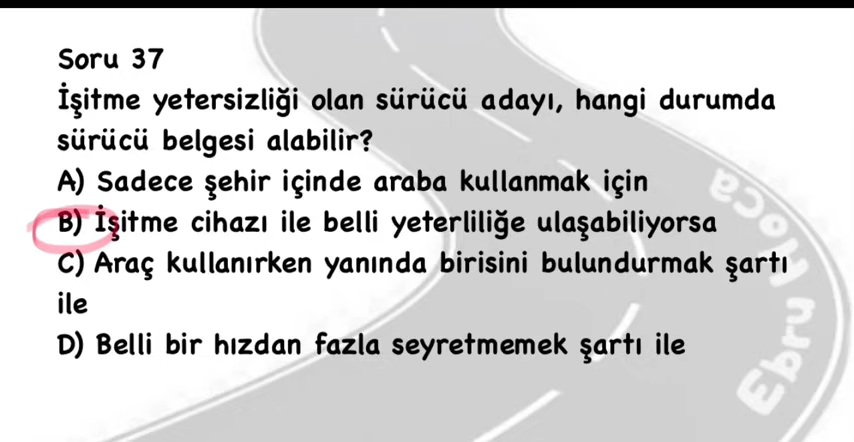 Soru 37
İşitme yetersizliği olan sürücü adayı, hangi durumda
sürücü belgesi alabilir?
A) Sadece şehir içinde araba kullanmak için
B) İşitme cihazı ile belli yeterliliğe ulaşabiliyorsa
C) Araç kullanırken yanında birisini bulundurmak şartı
ile
D) Belli bir hızdan fazla seyretmemek şartı ile
Ebru Hoca